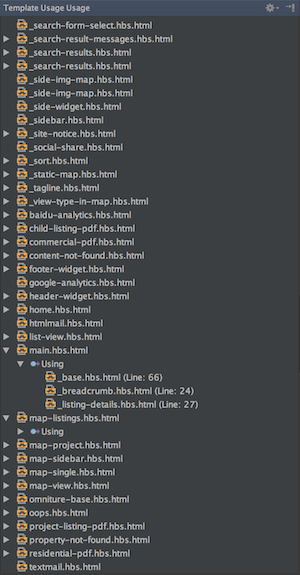 Template Usage Usage
_search-form-select.hbs.html
_search-result-messages.hbs.html
_search-results.hbs.html
_search-results.hbs.html
_side-img-map.hbs.html
_side-img-map.hbs.html
_side-widget.hbs.html
_sidebar.hbs.html
_site-notice.hbs.html
_social-share.hbs.html
_sort.hbs.html
_static-map.hbs.html
_tagline.hbs.html
_view-type-in-map.hbs.html
baidu-analytics.hbs.html
child-listing-pdf.hbs.html
commercial-pdf.hbs.html
content-not-found.hbs.html
footer-widget.hbs.html
google-analytics.hbs.html
header-widget.hbs.html
home.hbs.html
htmlmail.hbs.html
list-view.hbs.html
main.hbs.html
Using
_base.hbs.html (Line: 66)
_breadcrumb.hbs.html (Line: 24)
_listing-details.hbs.html (Line: 27)
map-listings.hbs.html
Using
map-project.hbs.html
map-sidebar.hbs.html
map-single.hbs.html
map-view.hbs.html
omniture-base.hbs.html
oops.hbs.html
project-listing-pdf.hbs.html
property-not-found.hbs.html
residential-pdf.hbs.html
textmail.hbs.html